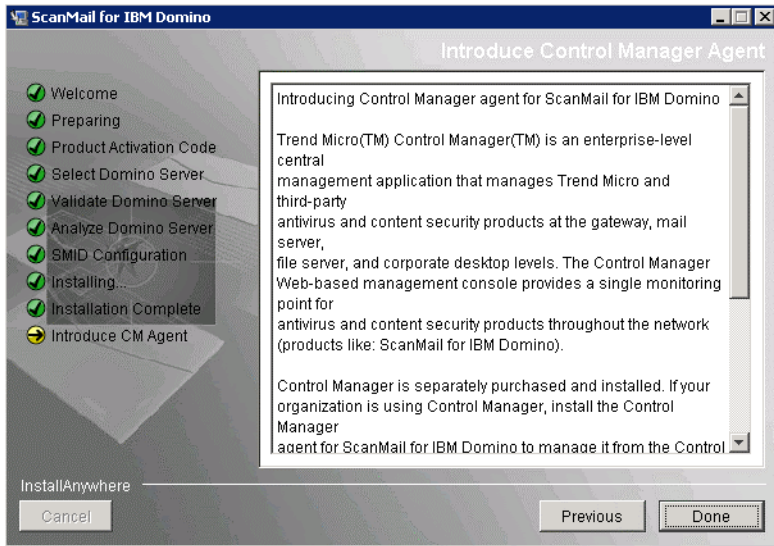 ScanMail for IBM Domino
Introduce Control Manager Agent
Welcome
Preparing
Product Activation Code
Select Domino Server
Validate Domino Server
Analyze Domino Server
SMID Configuration
Installing...
Installation Complete
Introduce CM Agent
Introducing Control Manager agent for ScanMail for IBM Domino
Trend Micro(TM) Control Manager(TM) is an enterprise-level
central
management application that manages Trend Micro and
third-party
antivirus and content security products at the gateway, mail
server,
file server, and corporate desktop levels. The Control Manager
Web-based management console provides a single monitoring
point for
antivirus and content security products throughout the network
(products like: ScanMail for IBM Domino).
Control Manager is separately purchased and installed. If your
organization is using Control Manager, install the Control
Manager
agent for ScanMail for IBM Domino to manage it from the Control
InstallAnywhere
Cancel
Previous
Done